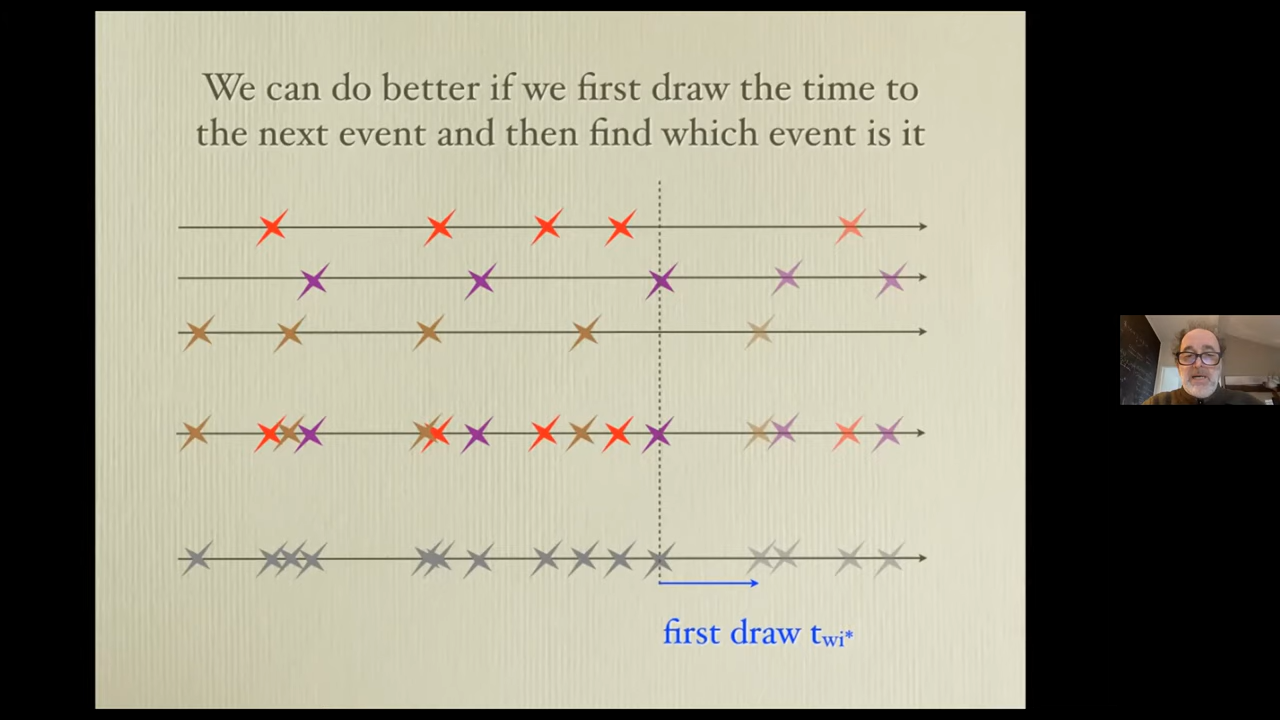 We can do better if we first draw the time to
the next event and then find which event is it
first draw twi*